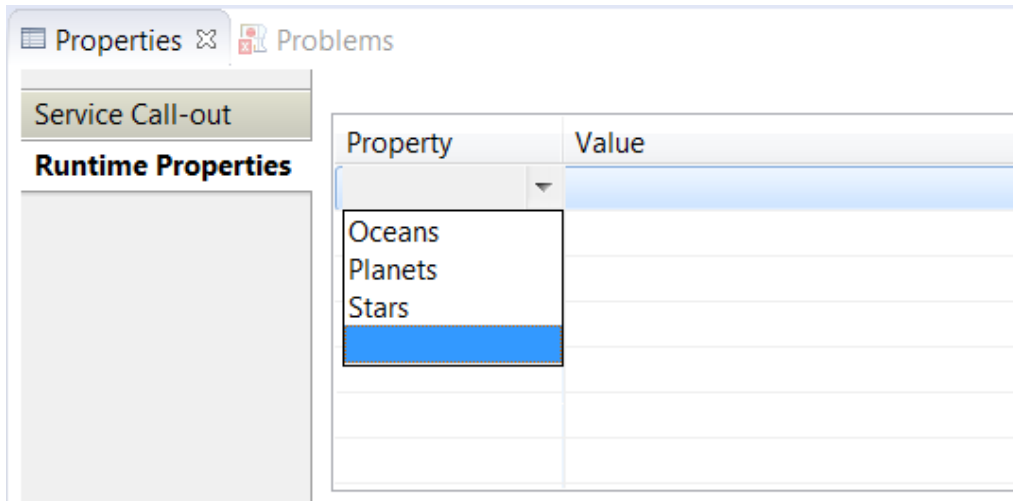 Properties Problems
Service Call-out
Runtime Properties
Property Value
Oceans
Planets
Stars